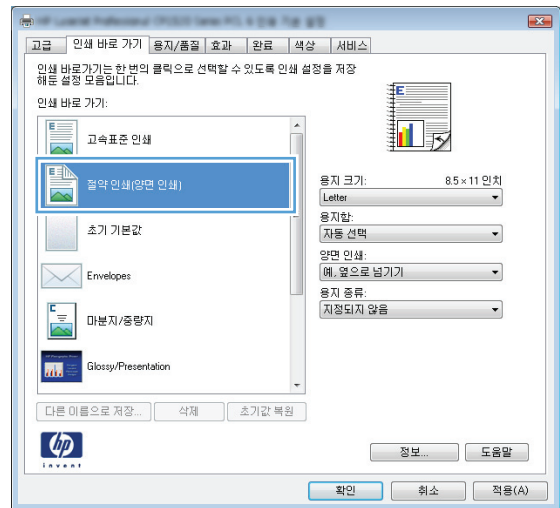 고급 인쇄 바로 가기 용지/품질 효과 완료 색상 서비스
인쇄 바로가기는 한 번의 클릭으로 선택할 수 있도록 인쇄 설정을 저장
해둔 설정 모음입니다.
인쇄 바로 가기:
고속표준 인쇄
절약 인쇄(양면 인쇄)
초기 기본값
Envelopes
마분지/중량지
Glossy/Presentation
다른 이름으로 저장... 삭제 초기값 복원
용지 크기: 8.5 × 11 인치
Letter
용지함:
자동 선택
양면 인쇄:
예, 옆으로 넘기기
용지 종류:
지정되지 않음
hp
invent
정보... 도움말
확인 취소 적용(A)